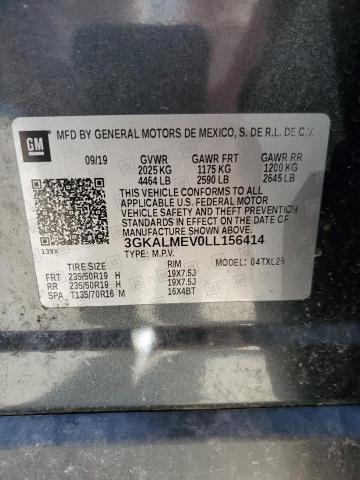 GM
MFD BY GENERAL MOTORS DE MEXICO, S. DE R.L. DE C.V.
09/19 GVWR GAWR FRT GAWR RR
2025 KG 1175 KG 1200 KG
4464 LB 2590 LB 2645 LB
THIS VEHICLE CONFORMS TO ALL
APPLICABLE U.S. FEDERAL MOTOR VEHICLE
SAFETY, BUMPER, AND THEFT PREVENTION
STANDARDS IN EFFECT ON THE DATE OF
MANUFACTURE SHOWN ABOVE.
139X 3GKALMEV0LL156414
TYPE: M.P.V. MODEL: 04TXL26
TIRE SIZE RIM
FRT 235/50R19 H 19X7.5J
RR 235/50R19 H 19X7.5J
SPA T135/70R16 M 16X4BT